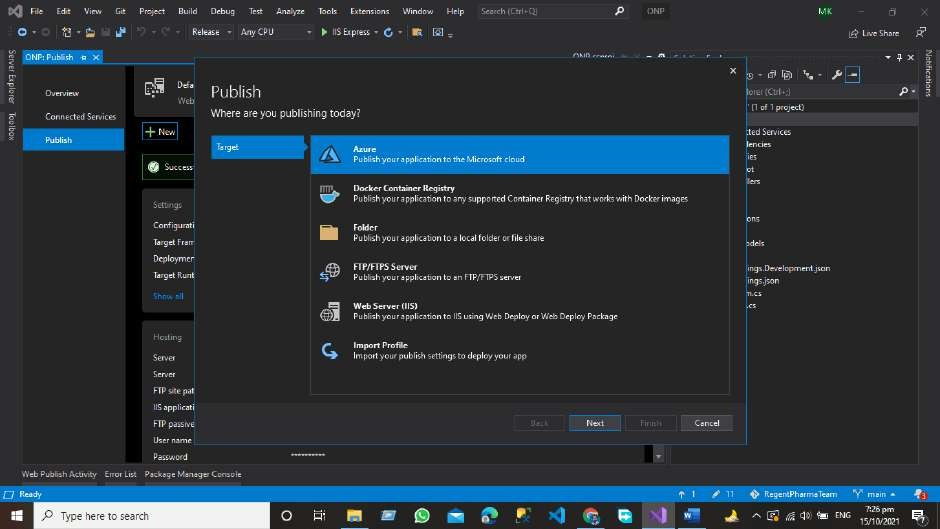 File Edit View Git Project Build Debug Test Analyze Tools Extensions Window Help Search (Ctrl+Q) ONP MK
Release Any CPU IIS Express Live Share
Server Explorer
Toolbox
Notifications
ONP: Publish
Overview
Connected Services
Publish
New
Settings
Target Fram
Target Runt
Show all
Hosting
Server
Server
FTP site pat
IIS applicati
FTP passive
User name
Password **********
Publish
Where are you publishing today?
Target
Azure
Publish your application to the Microsoft cloud
Docker Container Registry
Publish your application to any supported Container Registry that works with Docker images
Folder
Publish your application to a local folder or file share
FTP/FTPS Server
Publish your application to an FTP/FTPS server
Web Server (IIS)
Publish your application to IIS using Web Deploy or Web Deploy Package
Import Profile
Import your publish settings to deploy your app
Back Next Finish Cancel
lorer (Ctrl+;)
' (1 of 1 project)
cted Services
dencies
ies
ot
lers
ons
odels
ings.Development.json
ings.json
m.cs
.cs
Web Publish Activity Error List Package Manager Console
Ready 1 11 RegentPharmaTeam main 3
Type here to search ENG 7:26 pm
15/10/2021 7